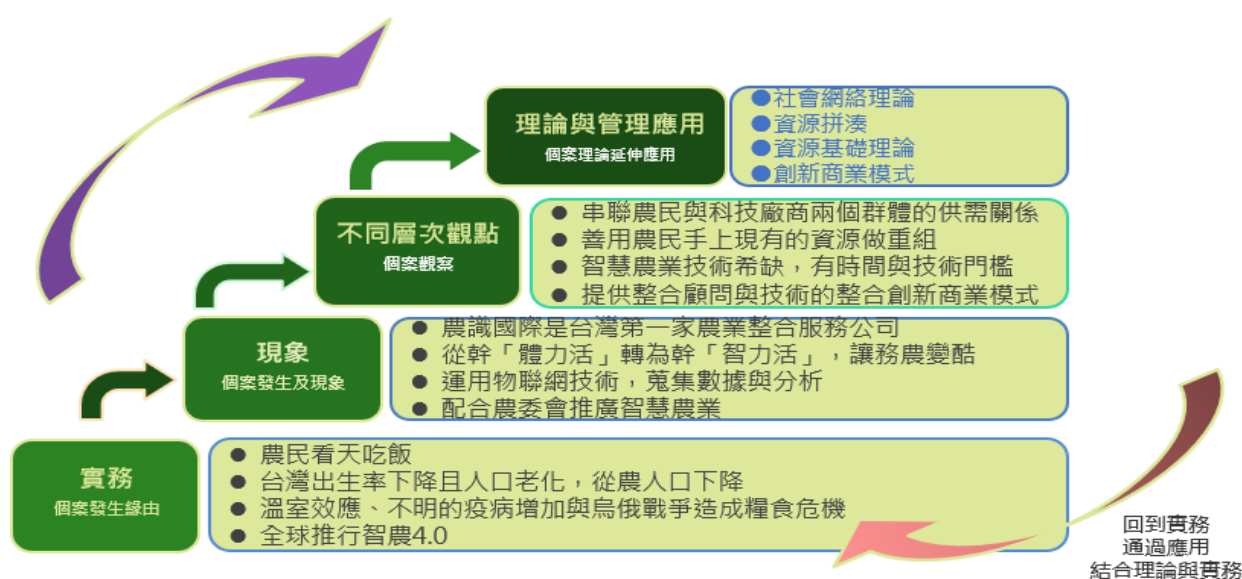 理論與管理應用
個案理論延伸應用
●社會網絡理論
●資源拼湊
●資源基礎理論
●創新商業模式
不同層次觀點
個案觀察
● 串聯農民與科技廠商兩個群體的供需關係
● 善用農民手上現有的資源做重組
● 智慧農業技術希缺，有時間與技術門檻
● 提供整合顧問與技術的整合創新商業模式
現象
個案發生及現象
● 農識國際是台灣第一家農業整合服務公司
● 從幹「體力活」轉為幹「智力活」，讓務農變酷
● 運用物聯網技術，蒐集數據與分析
● 配合農委會推廣智慧農業
實務
個案發生緣由
● 農民看天吃飯
● 台灣出生率下降且人口老化，從農人口下降
● 溫室效應、不明的疫病增加與烏俄戰爭造成糧食危機
● 全球推行智農4.0
回到實務
通過應用
結合理論與實務